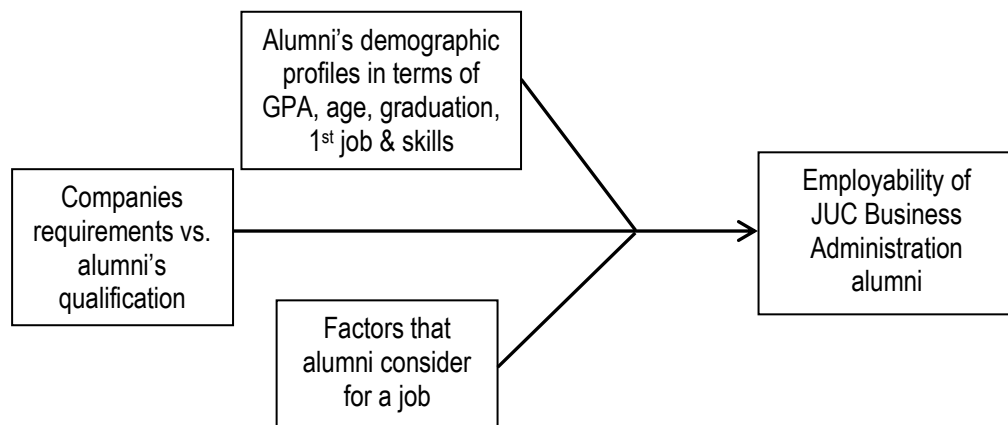 Alumni’s demographic
profiles in terms of
GPA, age, graduation,
1st job & skills
Companies
requirements vs.
alumni’s
qualification
Employability of
JUC Business
Administration
alumni
Factors that
alumni consider
for a job